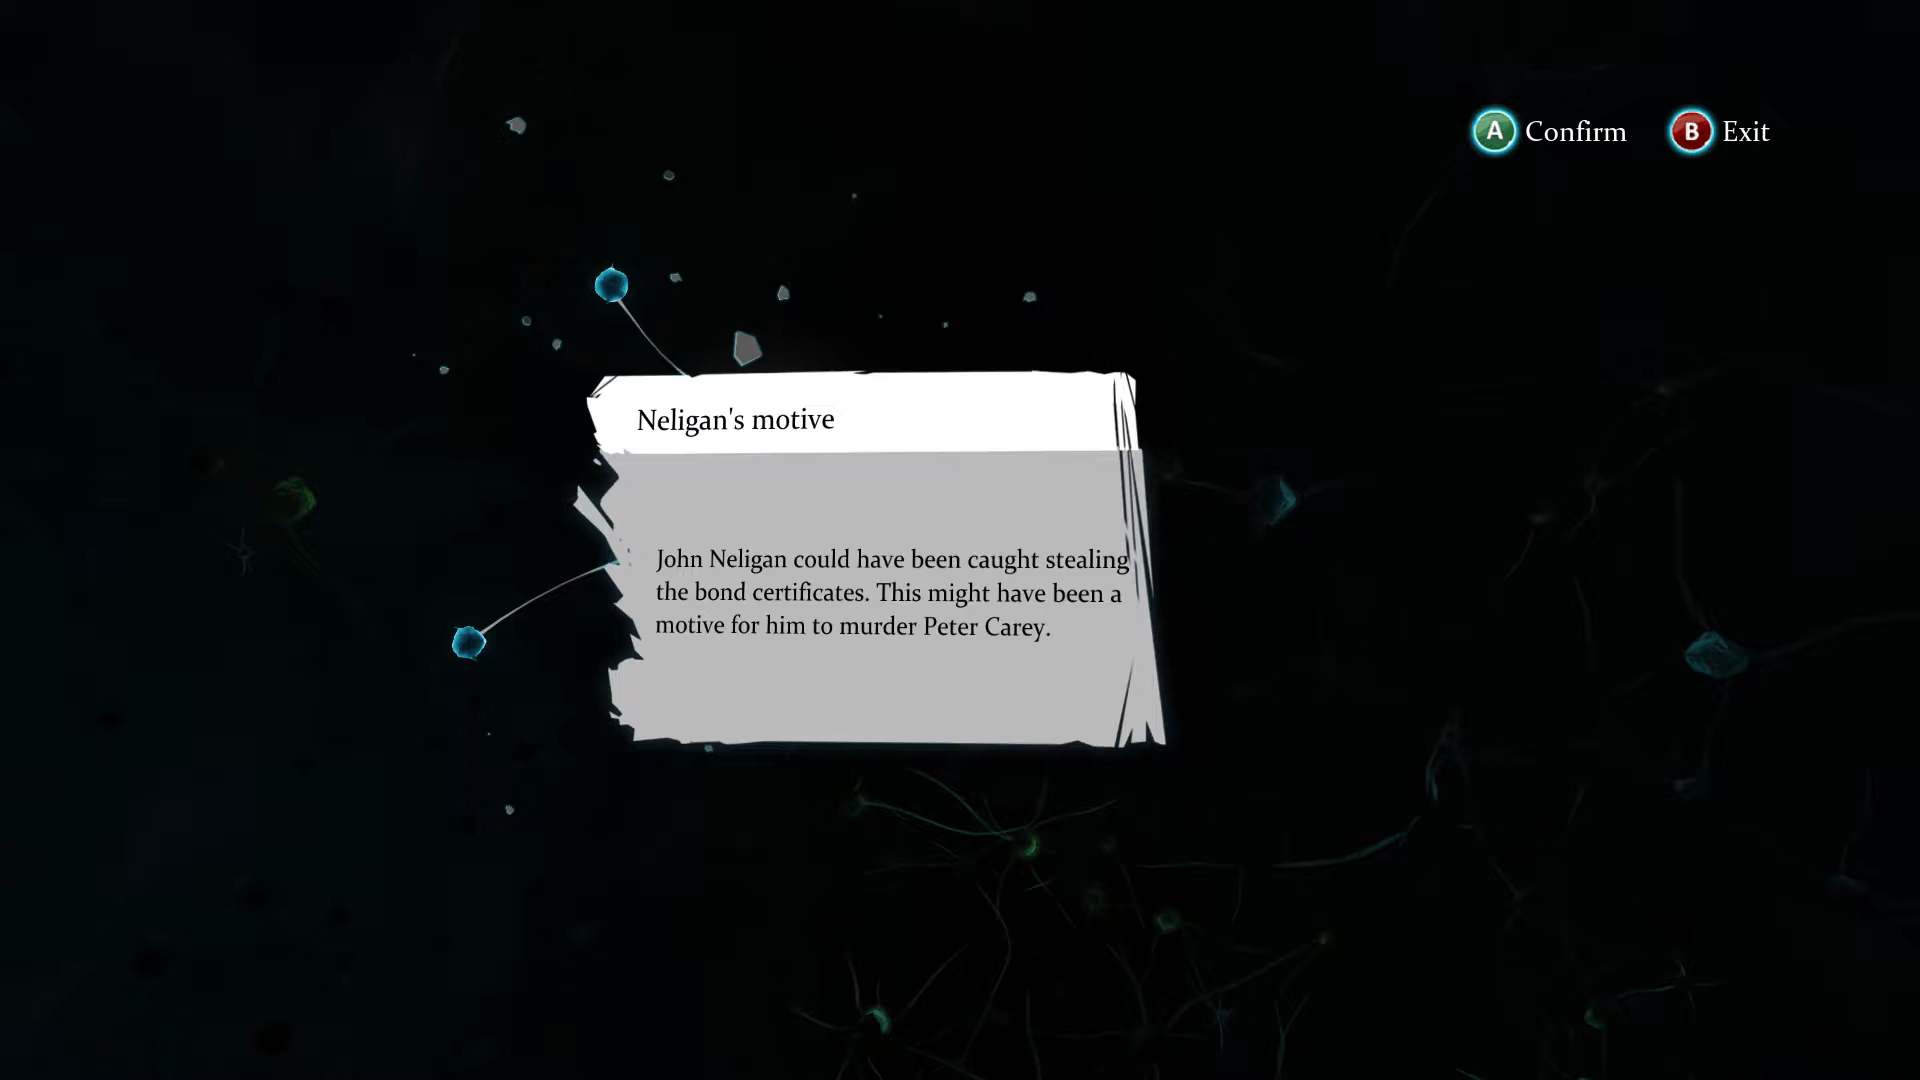 A Confirm B Exit
Neligan's motive
John Neligan could have been caught stealing
the bond certificates. This might have been a
motive for him to murder Peter Carey.